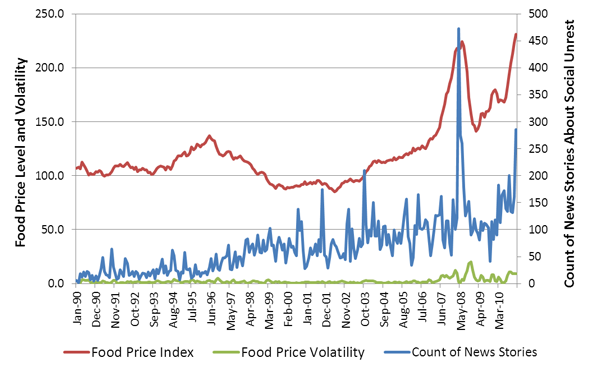 250.0
200.0
150.0
100.0
50.0
0.0
Food Price Level and Volatility
500
450
400
350
300
250
200
150
100
50
0
Count of News Stories About Social Unrest
Jan-90
Dec-90
Nov-91
Oct-92
Sep-93
Aug-94
Jul-95
Jun-96
May-97
Apr-98
Mar-99
Feb-00
Jan-01
Dec-01
Nov-02
Oct-03
Sep-04
Aug-05
Jul-06
Jun-07
May-08
Apr-09
Mar-10
Food Price Index Food Price Volatility Count of News Stories